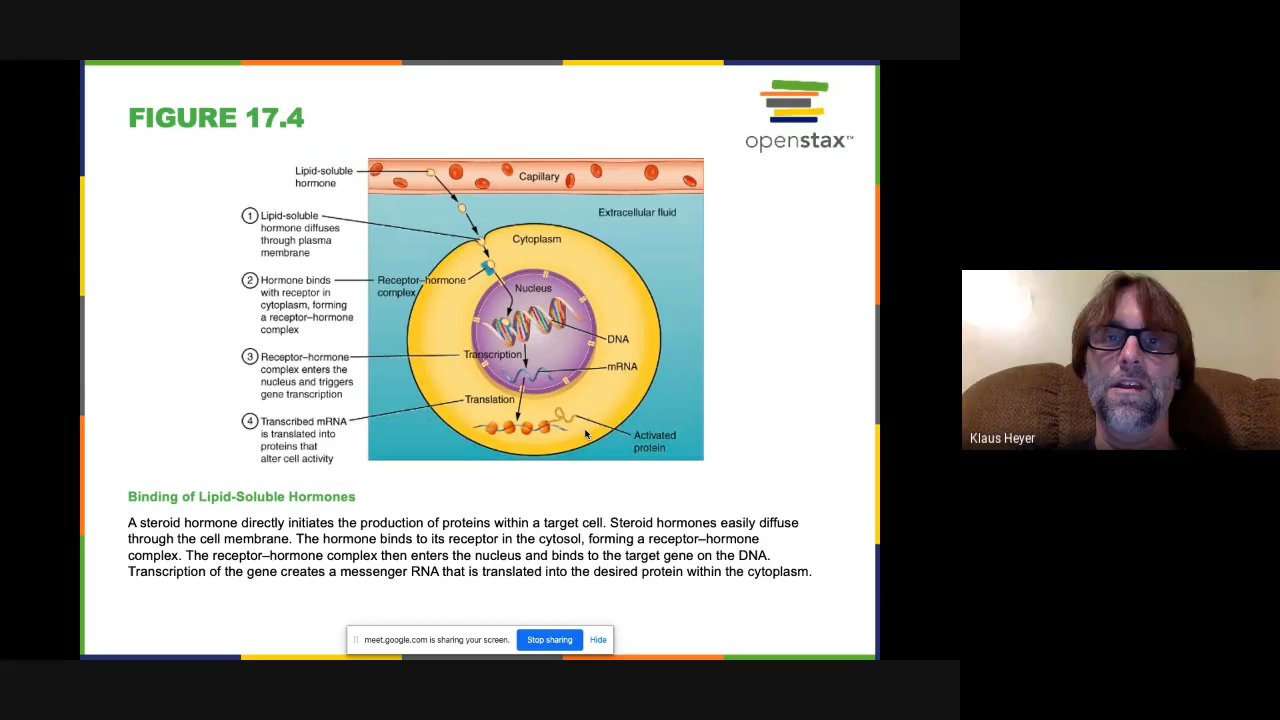 FIGURE 17.4
openstax™
Lipid-soluble
hormone
Capillary
Extracellular fluid
1 Lipid-soluble
hormone diffuses
through plasma
membrane
Cytoplasm
2 Hormone binds
with receptor in
cytoplasm, forming
a receptor–hormone
complex
Receptor–hormone
complex
Nucleus
DNA
3 Receptor–hormone
complex enters the
nucleus and triggers
gene transcription
Transcription
mRNA
4 Transcribed mRNA
is translated into
proteins that
alter cell activity
Translation
Activated
protein
Binding of Lipid-Soluble Hormones
A steroid hormone directly initiates the production of proteins within a target cell. Steroid hormones easily diffuse
through the cell membrane. The hormone binds to its receptor in the cytosol, forming a receptor–hormone
complex. The receptor–hormone complex then enters the nucleus and binds to the target gene on the DNA.
Transcription of the gene creates a messenger RNA that is translated into the desired protein within the cytoplasm.
meet.google.com is sharing your screen. Stop sharing Hide
Klaus Heyer